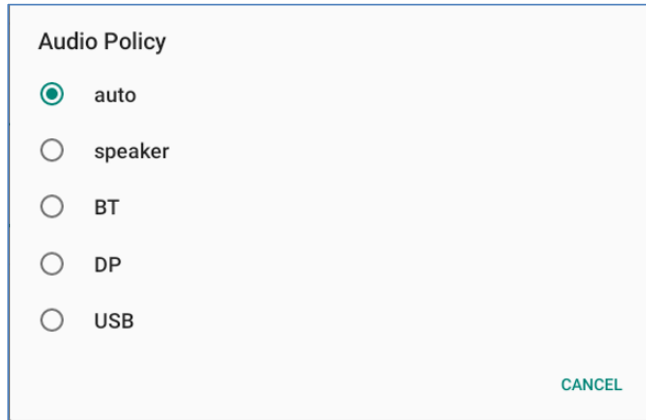 Audio Policy
auto
speaker
BT
DP
USB
CANCEL